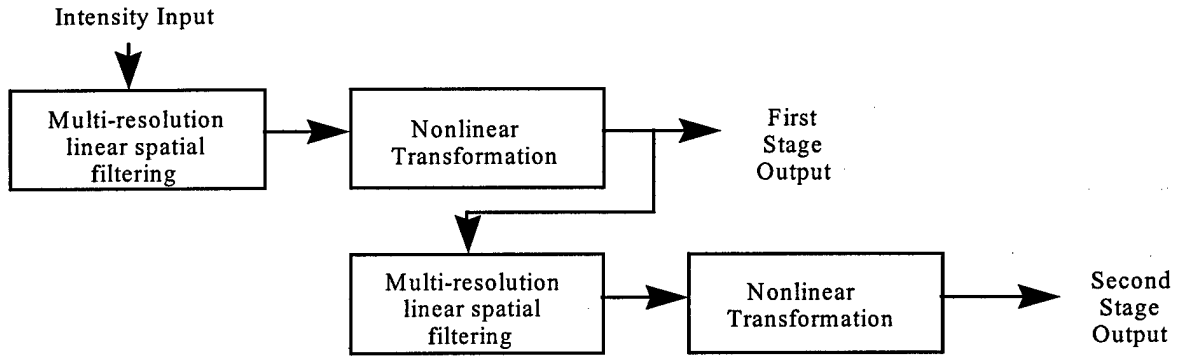 Intensity Input
Multi-resolution
linear spatial
filtering
Nonlinear
Transformation
First
Stage
Output
Multi-resolution
linear spatial
filtering
Nonlinear
Transformation
Second
Stage
Output